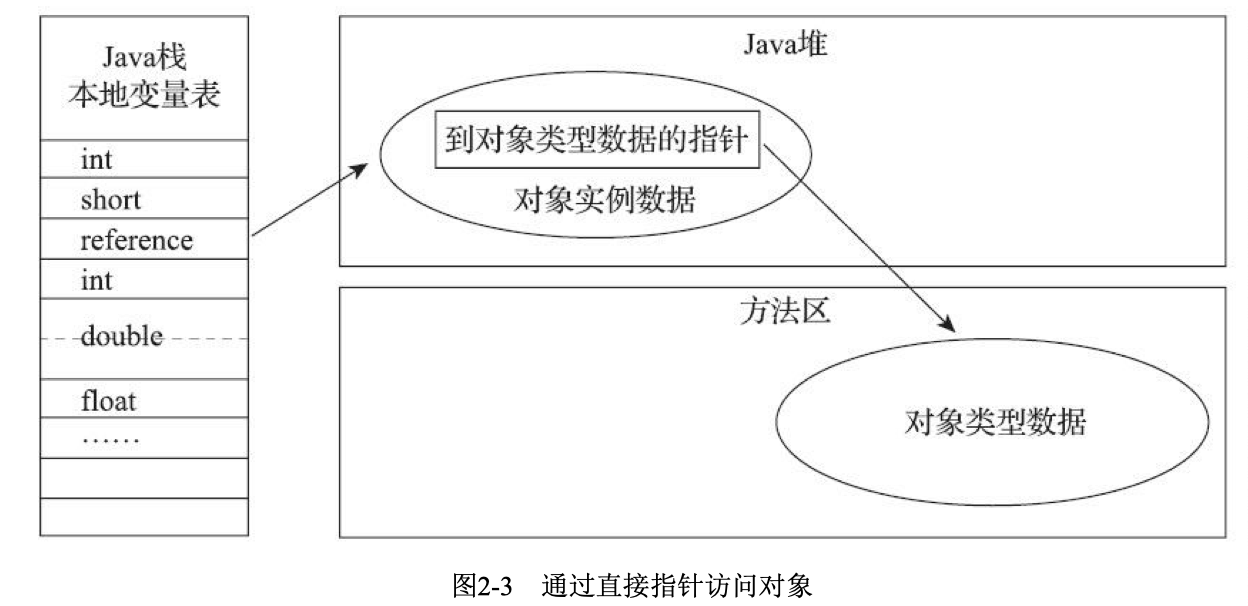 Java栈
本地变量表
int
short
reference
int
double
float
……
Java堆
到对象类型数据的指针
对象实例数据
方法区
对象类型数据
图2-3 通过直接指针访问对象